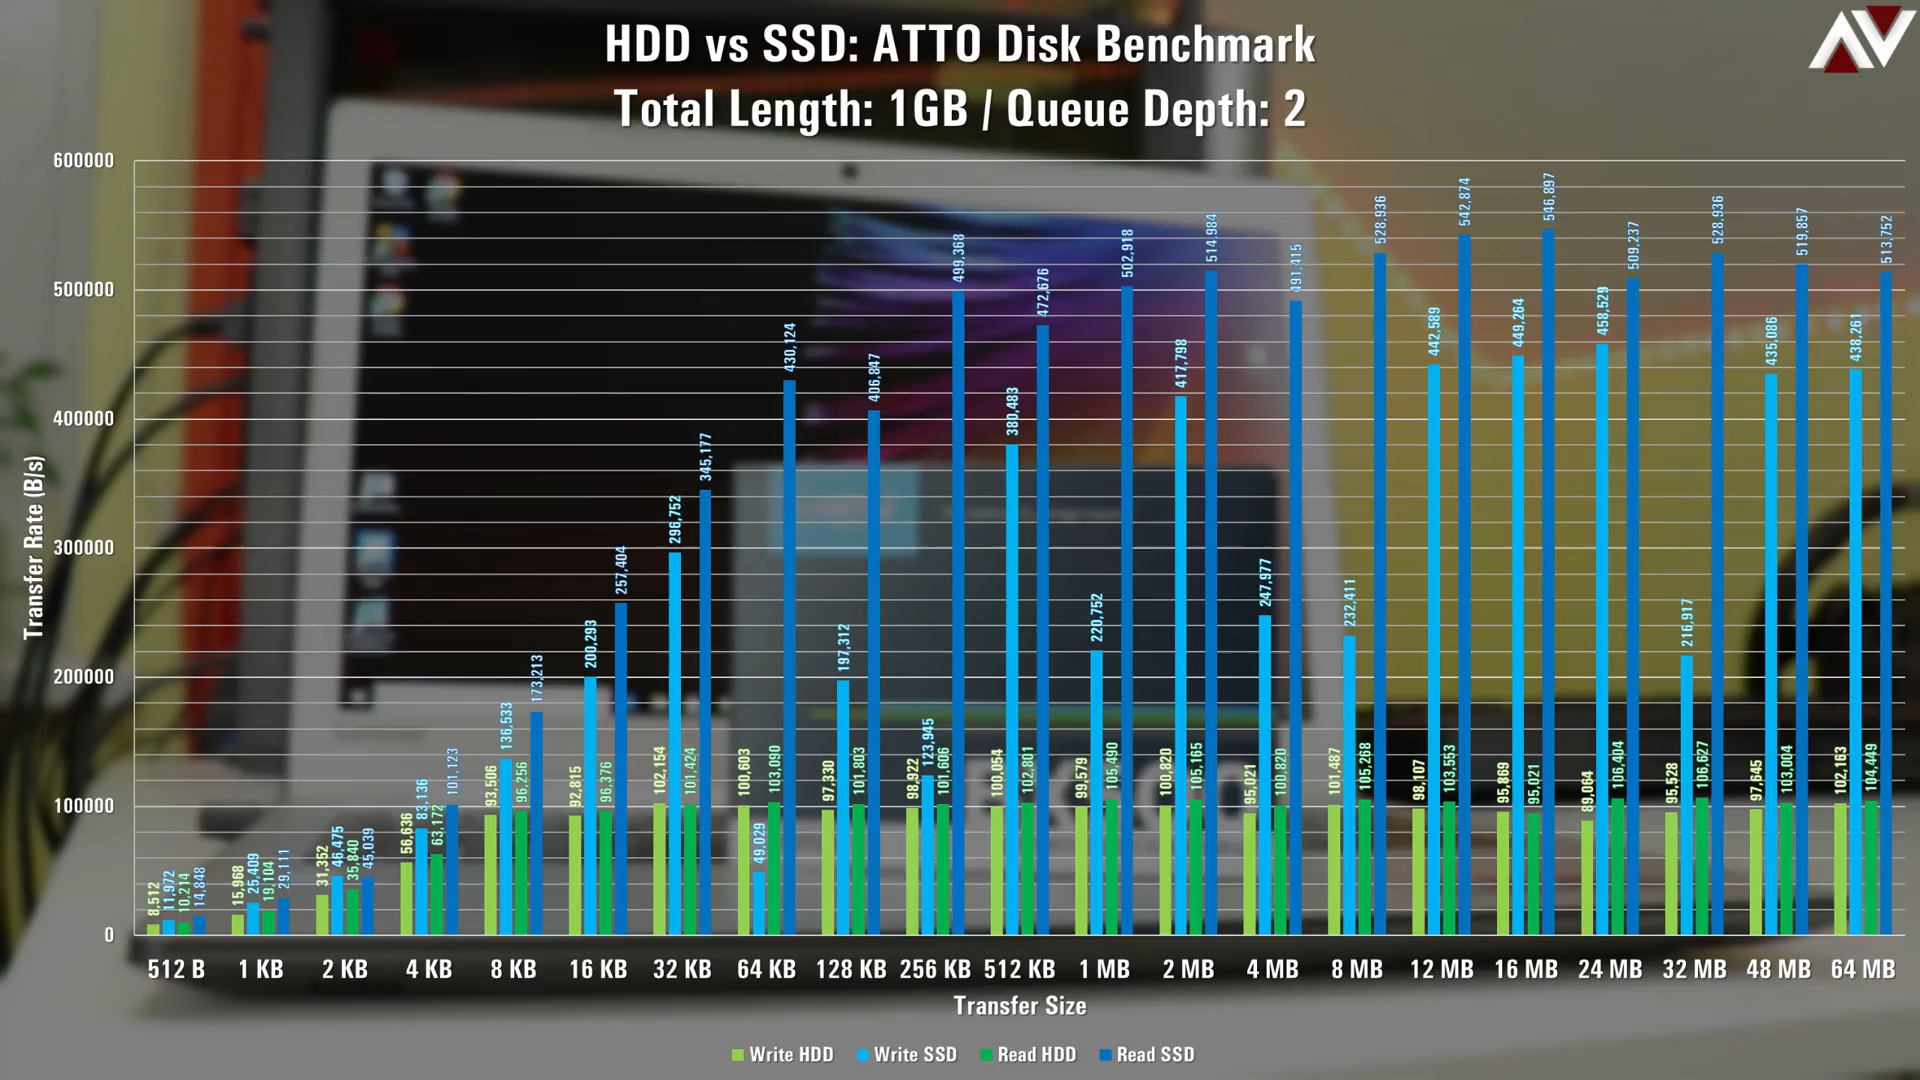 HDD vs SSD: ATTO Disk Benchmark
Total Length: 1GB / Queue Depth: 2
AV
Transfer Rate (B/s)
600000
500000
400000
300000
200000
100000
0
8,512 11,972 10,214 14,848
15,968 25,409 19,104 29,111
31,352 46,475 35,840 45,039
56,636 83,136 63,172 101,123
93,506 136,533 96,256 173,213
92,815 200,293 96,376 257,404
102,154 296,752 101,424 345,177
100,603 49,029 103,090 430,124
97,330 197,312 101,803 406,847
98,922 123,945 101,606 499,368
100,054 380,483 102,801 472,676
99,579 220,752 105,490 502,918
100,820 417,798 105,165 514,984
95,021 247,977 100,820 491,415
101,487 232,411 105,268 528,936
98,107 442,589 103,553 542,874
95,869 449,264 95,021 546,897
89,064 458,529 106,404 509,237
95,528 216,917 106,627 528,936
97,645 435,086 103,004 519,857
102,163 438,261 104,449 513,752
512 B 1 KB 2 KB 4 KB 8 KB 16 KB 32 KB 64 KB 128 KB 256 KB 512 KB 1 MB 2 MB 4 MB 8 MB 12 MB 16 MB 24 MB 32 MB 48 MB 64 MB
Transfer Size
Write HDD Write SSD Read HDD Read SSD